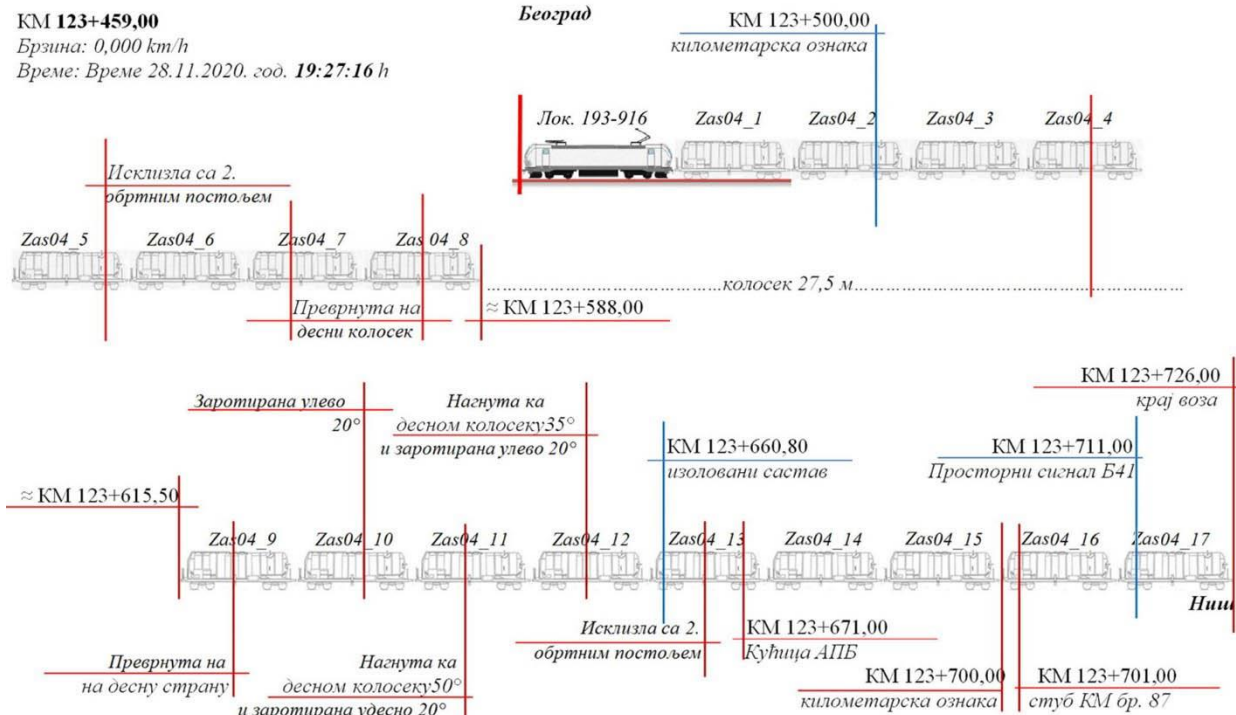 КМ 123+459,00
Брзина: 0,000 km/h
Време: Време 28.11.2020. год. 19:27:16 h
Београд
КМ 123+500,00
километарска ознака
Лок. 193-916
Zas04_1
Zas04_2
Zas04_3
Zas04_4
Исклизла са 2.
обртним постољем
Zas04_5
Zas04_6
Zas04_7
Zas 04_8
колосек 27,5 м
Преврнута на
десни колосек
≈ КМ 123+588,00
КМ 123+726,00
крај воза
Заротирана улево
20°
Нагнута ка
десном колосеку35°
и заротирана улево 20°
КМ 123+660,80
изоловани састав
КМ 123+711,00
Просторни сигнал Б41
≈ КМ 123+615,50
Zas04_9
Zas04_10
Zas04_11
Zas04_12
Zas04_13
Zas04_14
Zas04_15
Zas04_16
Zas04_17
Ниш
Преврнута на
на десну страну
Нагнута ка
десном колосеку50°
и заротирана удесно 20°
Исклизла са 2.
обртним постољем
КМ 123+671,00
Кућица АПБ
КМ 123+700,00
километарска ознака
КМ 123+701,00
стуб КМ бр. 87